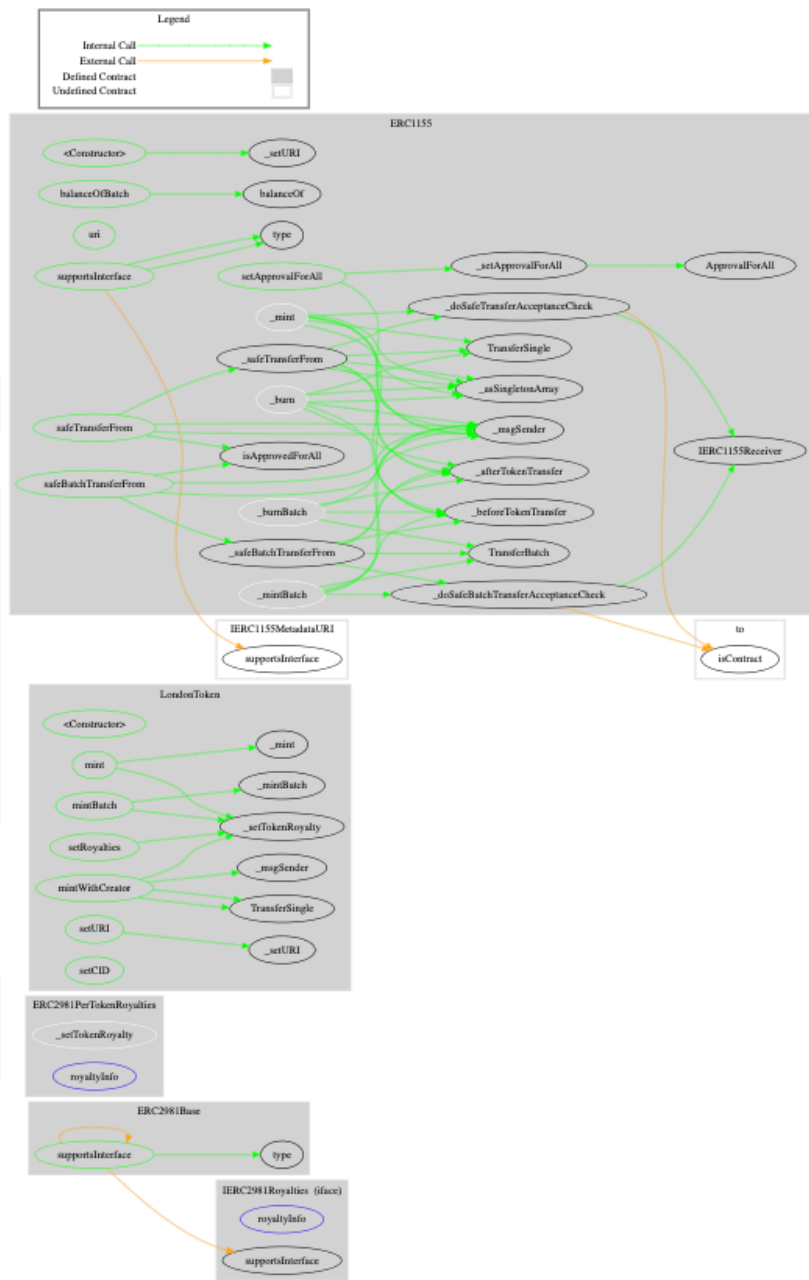 Legend
Internal Call
External Call
Defined Contract
Undefined Contract
ERC1155
<Constructor>
_setURI
balanceOfBatch
balanceOf
uri
type
supportsInterface
setApprovalForAll
_setApprovalForAll
ApprovalForAll
_mint
_doSafeTransferAcceptanceCheck
_safeTransferFrom
TransferSingle
_burn
_asSingletonArray
safeTransferFrom
_msgSender
isApprovedForAll
IERC1155Receiver
safeBatchTransferFrom
_afterTokenTransfer
_burnBatch
_beforeTokenTransfer
_safeBatchTransferFrom
TransferBatch
_mintBatch
_doSafeBatchTransferAcceptanceCheck
IERC1155MetadataURI
supportsInterface
to
isContract
LondonToken
<Constructor>
_mint
mint
_mintBatch
mintBatch
_setTokenRoyalty
setRoyalties
_msgSender
mintWithCreator
TransferSingle
setURI
_setURI
setCID
ERC2981PerTokenRoyalties
_setTokenRoyalty
royaltyInfo
ERC2981Base
supportsInterface
type
IERC2981Royalties (iface)
royaltyInfo
supportsInterface